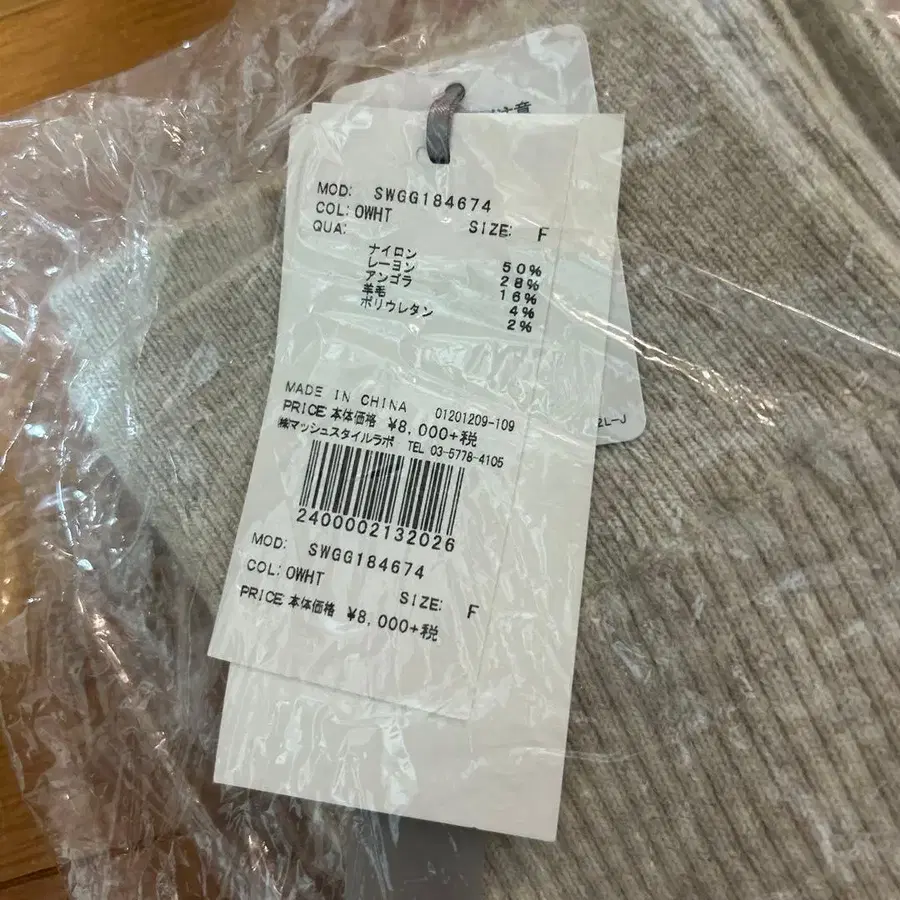 注意
MOD: SWGG184674
COL: OWHT SIZE: F
QUA:
ナイロン 50%
レーヨン 28%
アンゴラ 16%
羊毛 4%
ポリウレタン 2%
MADE IN CHINA 01201209-109
PRICE 本体価格 ¥8,000+税
㈱マッシュスタイルラボ TEL 03-5778-4105
2400002132026
MOD: SWGG184674
COL: OWHT SIZE: F
PRICE 本体価格 ¥8,000+税
2L-J